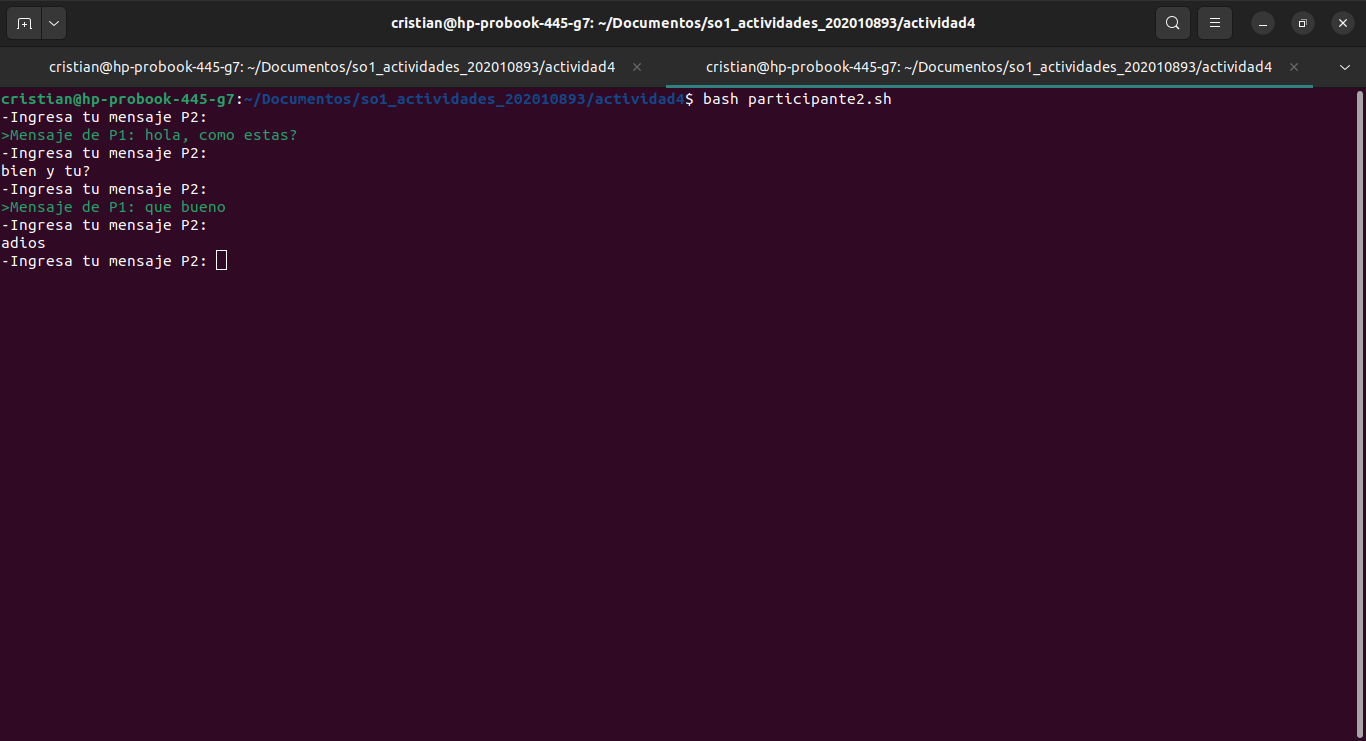 cristian@hp-probook-445-g7: ~/Documentos/so1_actividades_202010893/actividad4
cristian@hp-probook-445-g7: ~/Documentos/so1_actividades_202010893/actividad4
cristian@hp-probook-445-g7: ~/Documentos/so1_actividades_202010893/actividad4
cristian@hp-probook-445-g7:~/Documentos/so1_actividades_202010893/actividad4$ bash participante2.sh
-Ingresa tu mensaje P2:
>Mensaje de P1: hola, como estas?
-Ingresa tu mensaje P2:
bien y tu?
-Ingresa tu mensaje P2:
>Mensaje de P1: que bueno
-Ingresa tu mensaje P2:
adios
-Ingresa tu mensaje P2: